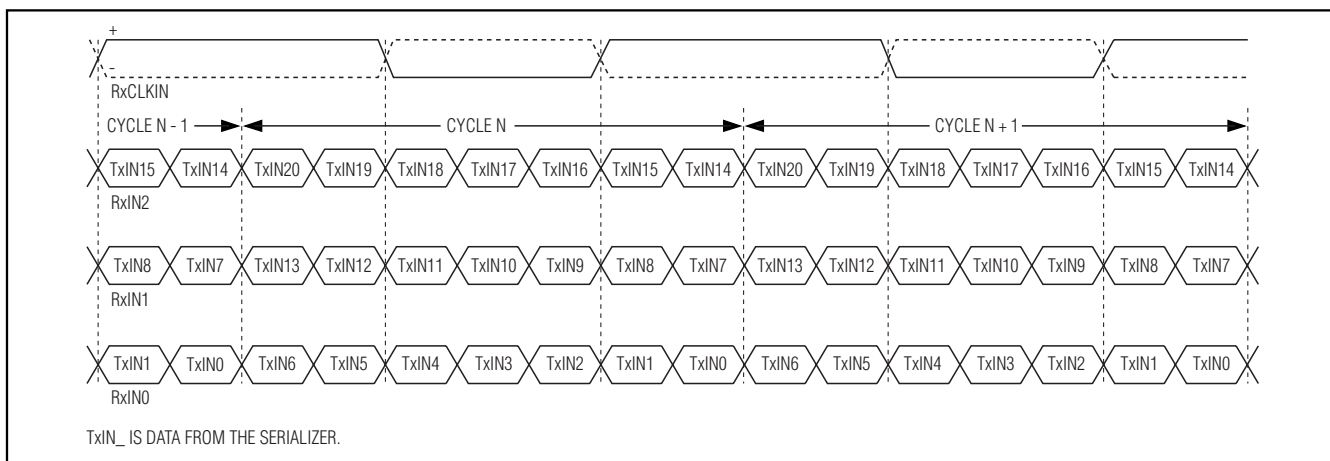 +
-
RxCLKIN
CYCLE N - 1 CYCLE N CYCLE N + 1
TxIN15 TxIN14 TxIN20 TxIN19 TxIN18 TxIN17 TxIN16 TxIN15 TxIN14 TxIN20 TxIN19 TxIN18 TxIN17 TxIN16 TxIN15 TxIN14
RxIN2
TxIN8 TxIN7 TxIN13 TxIN12 TxIN11 TxIN10 TxIN9 TxIN8 TxIN7 TxIN13 TxIN12 TxIN11 TxIN10 TxIN9 TxIN8 TxIN7
RxIN1
TxIN1 TxIN0 TxIN6 TxIN5 TxIN4 TxIN3 TxIN2 TxIN1 TxIN0 TxIN6 TxIN5 TxIN4 TxIN3 TxIN2 TxIN1 TxIN0
RxIN0
TxIN_ IS DATA FROM THE SERIALIZER.